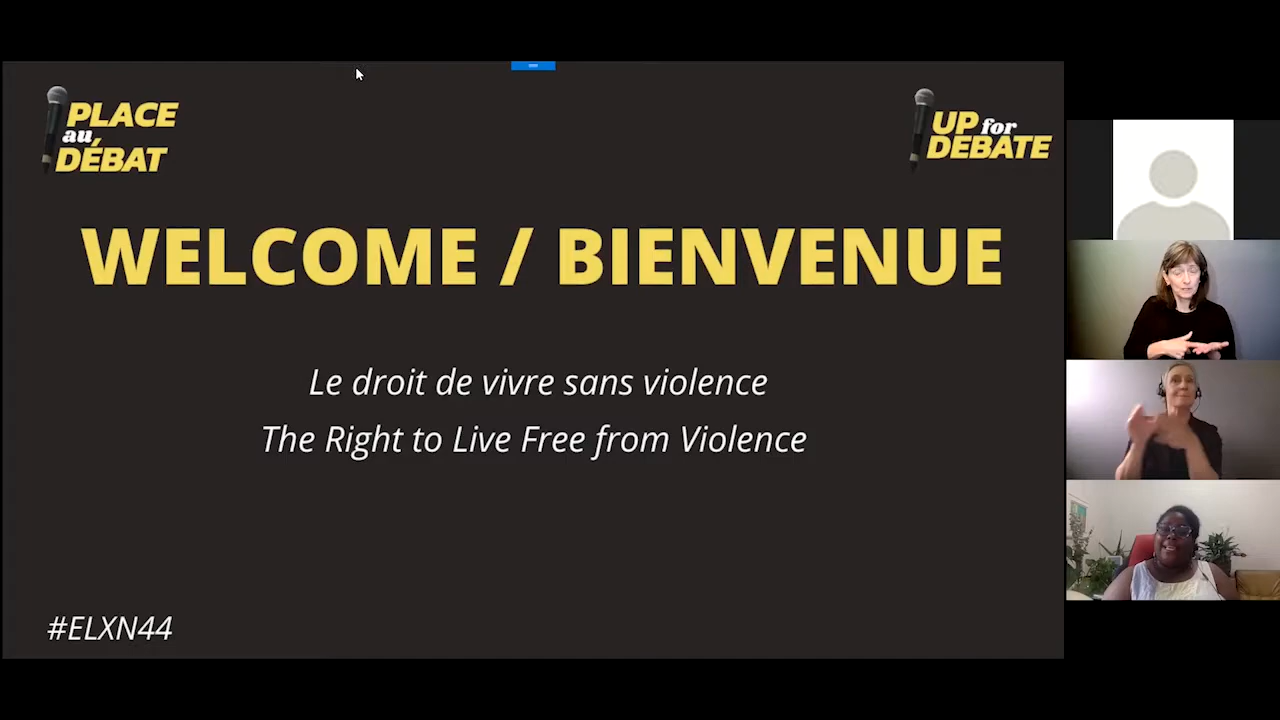 PLACE
au
DÉBAT
UP for
DEBATE
WELCOME / BIENVENUE
Le droit de vivre sans violence
The Right to Live Free from Violence
#ELXN44